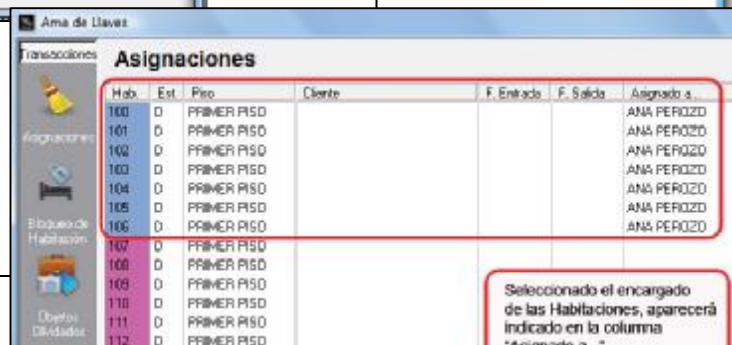 Ama de Llaves
Transacciones
Asignaciones
Hab. Est. Piso Cliente F. Entrada F. Salida Asignado a...
100 D PRIMER PISO ANA PEROZO
101 D PRIMER PISO ANA PEROZO
102 D PRIMER PISO ANA PEROZO
103 D PRIMER PISO ANA PEROZO
104 D PRIMER PISO ANA PEROZO
105 D PRIMER PISO ANA PEROZO
106 D PRIMER PISO ANA PEROZO
107 D PRIMER PISO
108 D PRIMER PISO
109 D PRIMER PISO
110 D PRIMER PISO
111 D PRIMER PISO
112 D PRIMER PISO
Asignaciones
Bloqueo de
Habitación
Objetos
Olvidados
Seleccionado el encargado
de las Habitaciones, aparecerá
indicado en la columna
"Asignado a..."